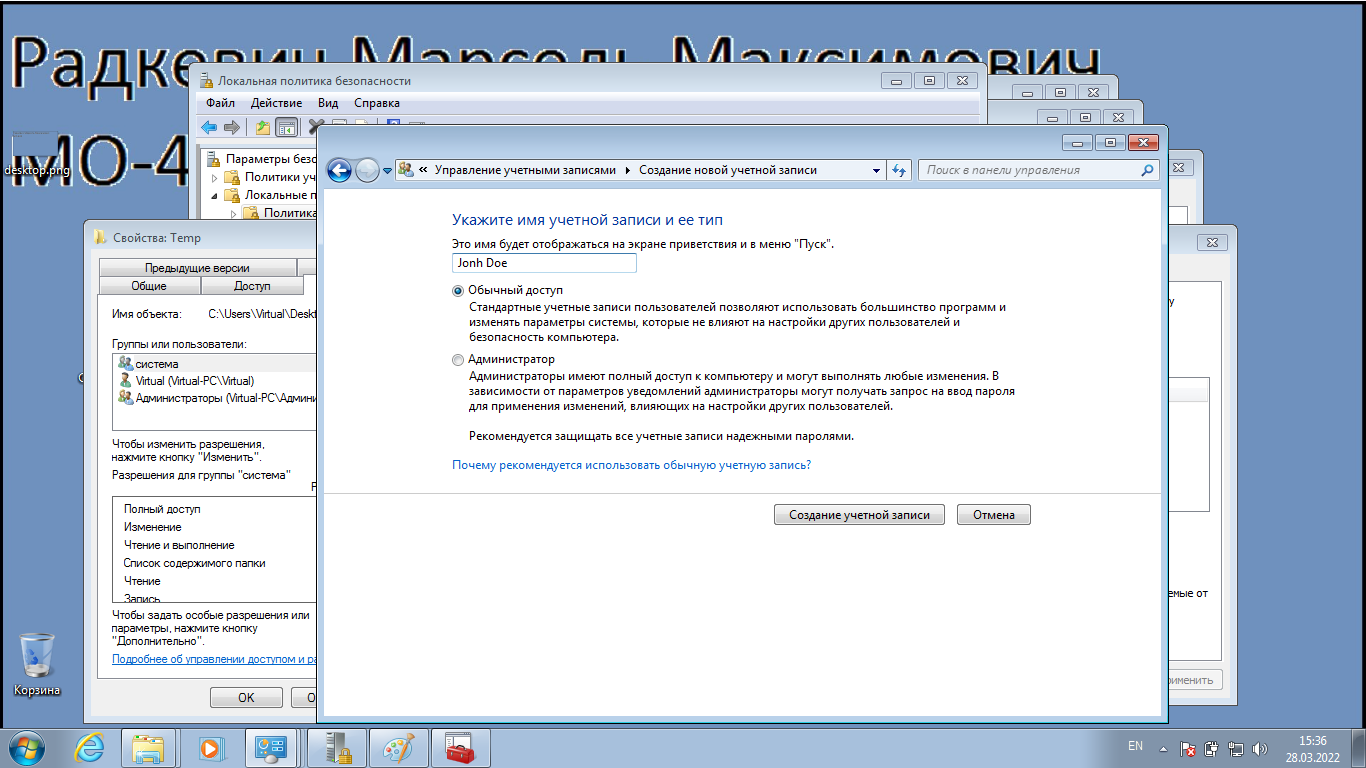 Радкевич Марсель Максимович
МО-4
desktop.png
Корзина
Локальная политика безопасности
Файл Действие Вид Справка
Параметры безо
Политики уч
Локальные п
Политика
Свойства: Temp
Предыдущие версии
Общие Доступ
Имя объекта: C:\Users\Virtual\Deskt
Группы или пользователи:
система
Virtual (Virtual-PC\Virtual)
Администраторы (Virtual-PC\Админи
Чтобы изменить разрешения,
нажмите кнопку "Изменить".
Разрешения для группы "система"
Полный доступ
Изменение
Чтение и выполнение
Список содержимого папки
Чтение
Запись
Чтобы задать особые разрешения или
параметры, нажмите кнопку
"Дополнительно".
Подробнее об управлении доступом и ра
OK О
« Управление учетными записями Создание новой учетной записи
Поиск в панели управления
Укажите имя учетной записи и ее тип
Это имя будет отображаться на экране приветствия и в меню "Пуск".
Jonh Doe
Обычный доступ
Стандартные учетные записи пользователей позволяют использовать большинство программ и
изменять параметры системы, которые не влияют на настройки других пользователей и
безопасность компьютера.
Администратор
Администраторы имеют полный доступ к компьютеру и могут выполнять любые изменения. В
зависимости от параметров уведомлений администраторы могут получать запрос на ввод пароля
для применения изменений, влияющих на настройки других пользователей.
Рекомендуется защищать все учетные записи надежными паролями.
Почему рекомендуется использовать обычную учетную запись?
Создание учетной записи Отмена
у
емые от
рименить
EN
15:36
28.03.2022